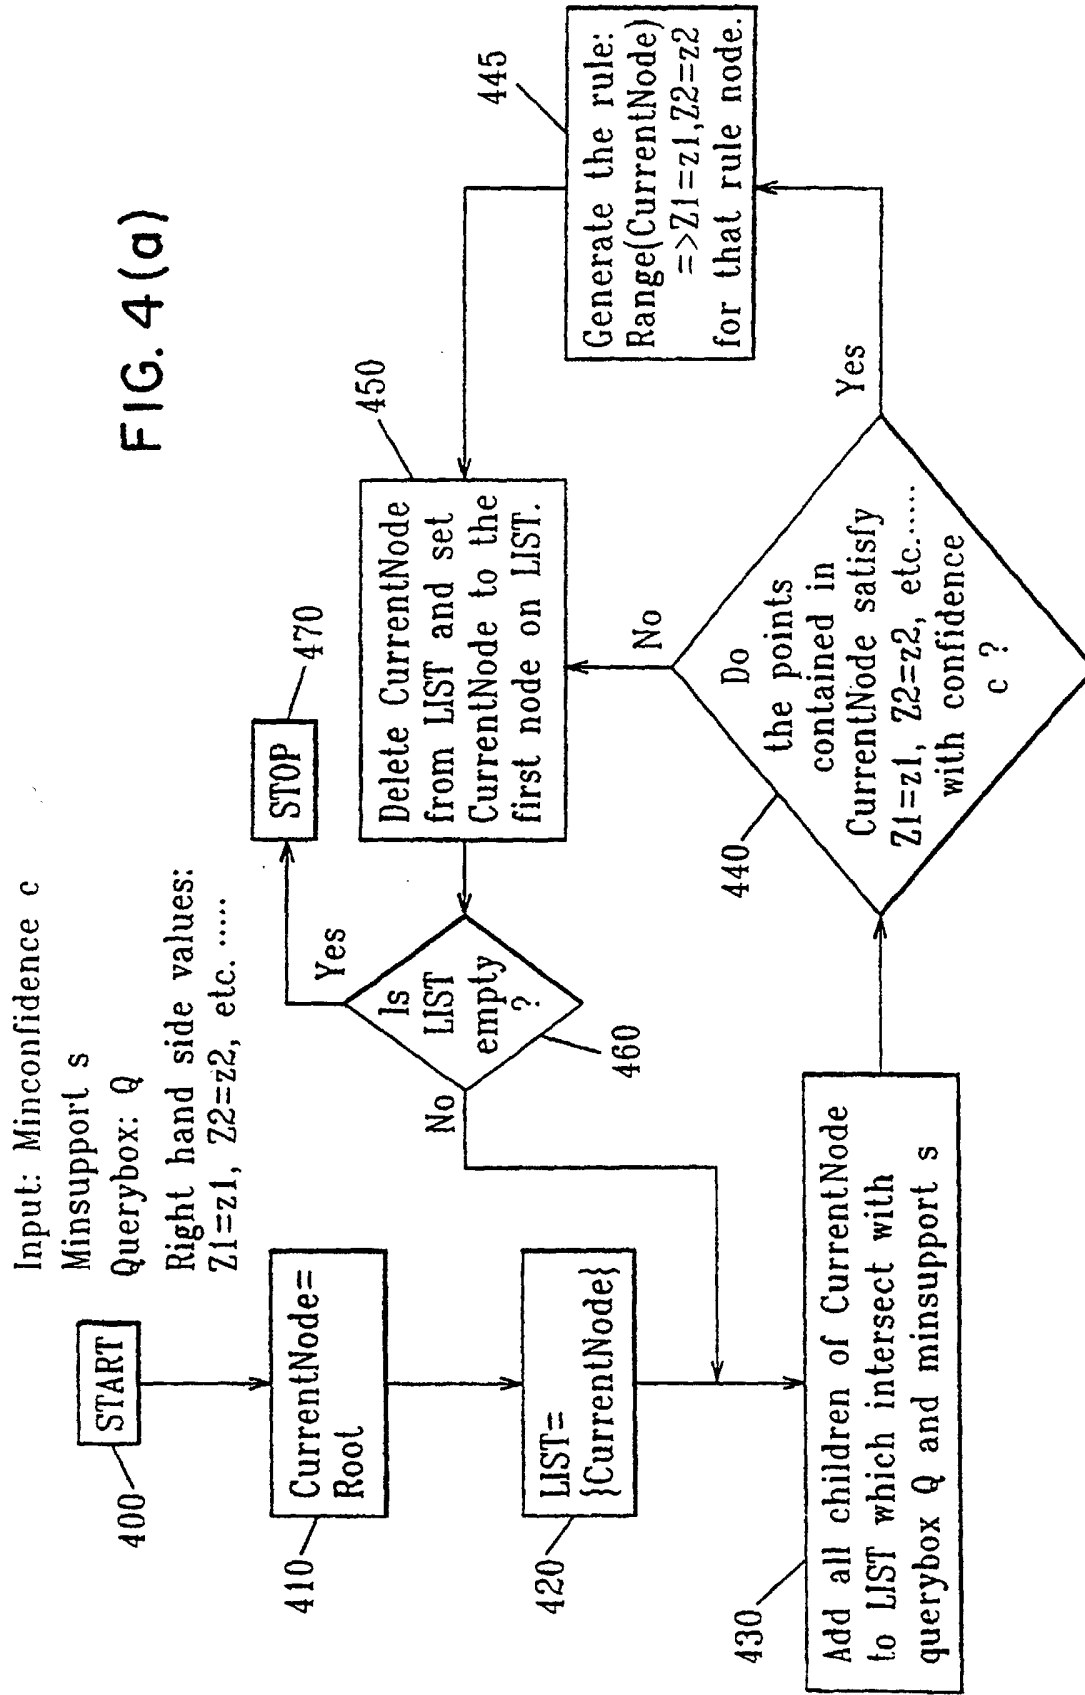 FIG. 4(a)
Input: Minconfidence c
Minsupport s
Querybox: Q
Right hand side values:
Z1=z1, Z2=z2, etc. .....
START
400
CurrentNode=
Root
410
LIST=
}CurrentNode}
420
Add all children of CurrentNode
to LIST which intersect with
querybox Q and minsupport s
430
Do
the points
contained in
CurrentNode satisfy
Z1=z1, Z2=z2, etc.....
with confidence
c ?
440
Yes
No
Generate the rule:
Range(CurrentNode)
=>Z1=z1,Z2=z2
for that rule node.
445
Delete CurrentNode
from LIST and set
CurrentNode to the
first node on LIST.
450
Is
LIST
empty
?
460
No
Yes
STOP
470